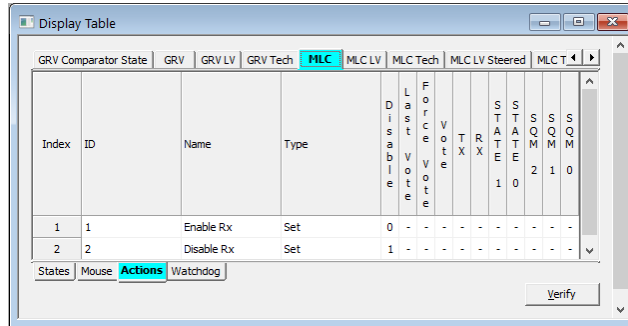 Display Table
GRV Comparator State GRV GRV LV GRV Tech MLC MLC LV MLC Tech MLC LV Steered MLC T
Index ID Name Type Disable Last Vote Force Vote Vote TX RX STATE 1 STATE 0 SQM 2 SQM 1 SQM 0
1 1 Enable Rx Set 0 - - - - - - - - - -
2 2 Disable Rx Set 1 - - - - - - - - - -
States Mouse Actions Watchdog
Verify